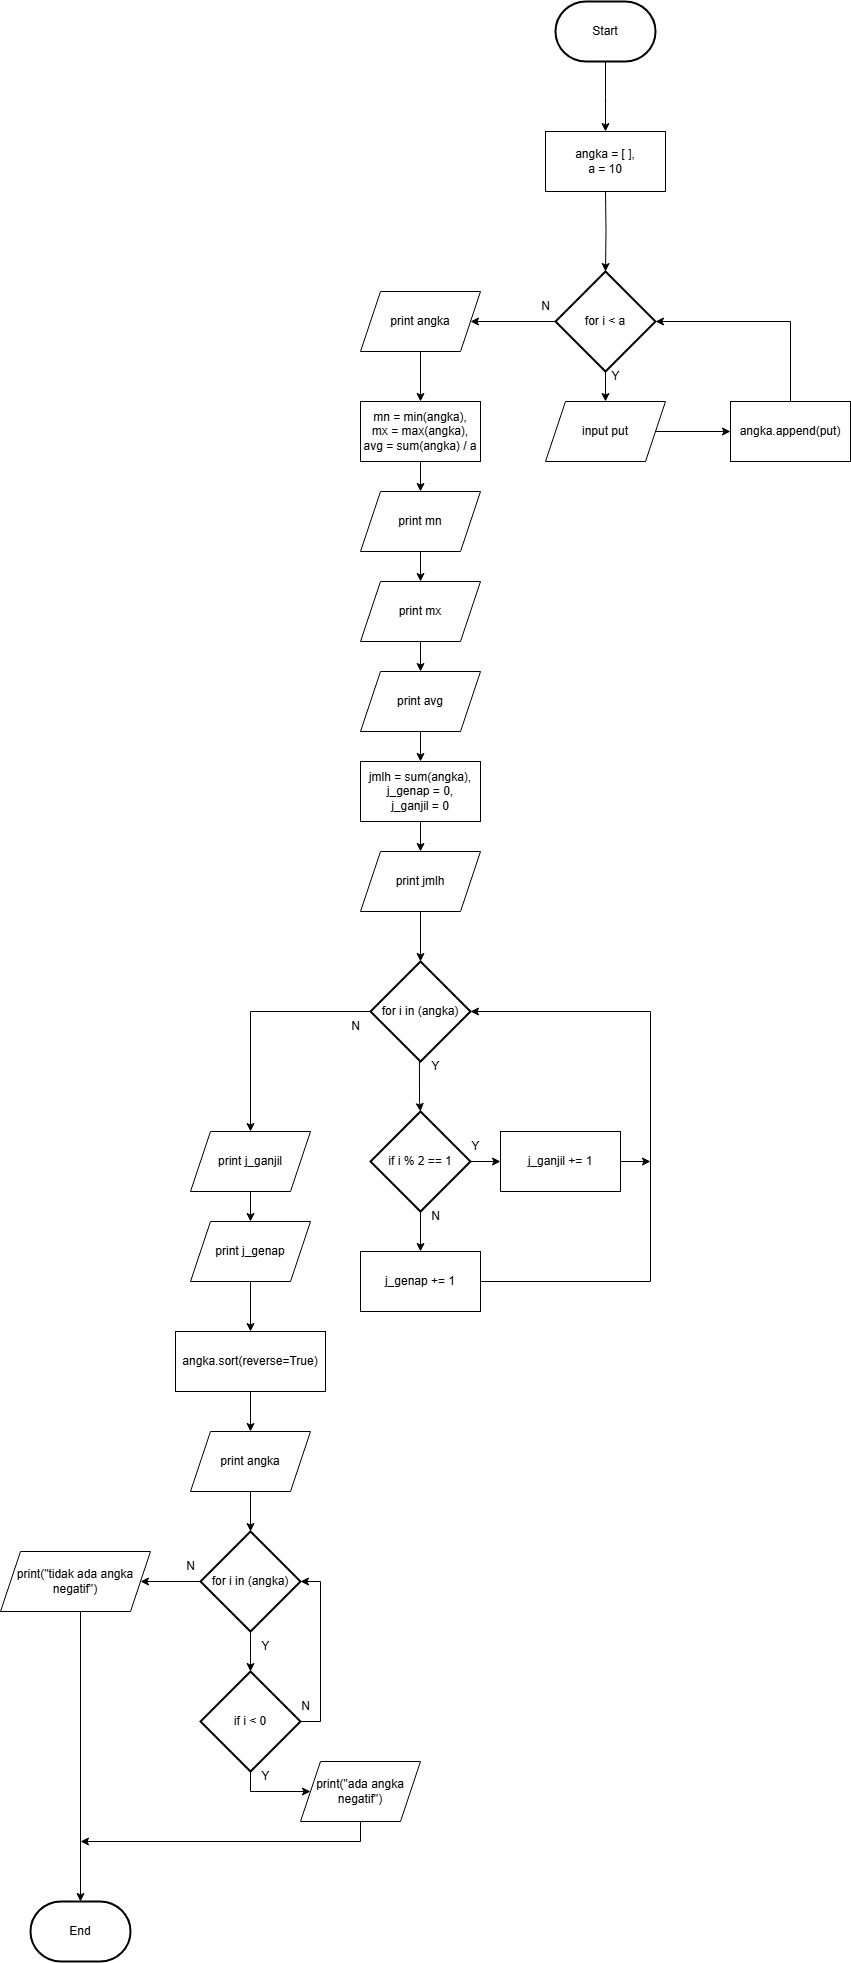 Start
angka = [ ],
a = 10
for i < a
N
Y
print angka
input put
angka.append(put)
mn = min(angka),
mx = max(angka),
avg = sum(angka) / a
print mn
print mx
print avg
jmlh = sum(angka),
j_genap = 0,
j_ganjil = 0
print jmlh
for i in (angka)
N
Y
if i % 2 == 1
Y
j_ganjil += 1
N
j_genap += 1
print j_ganjil
print j_genap
angka.sort(reverse=True)
print angka
for i in (angka)
N
print("tidak ada angka
negatif")
Y
if i < 0
N
Y
print("ada angka
negatif")
End